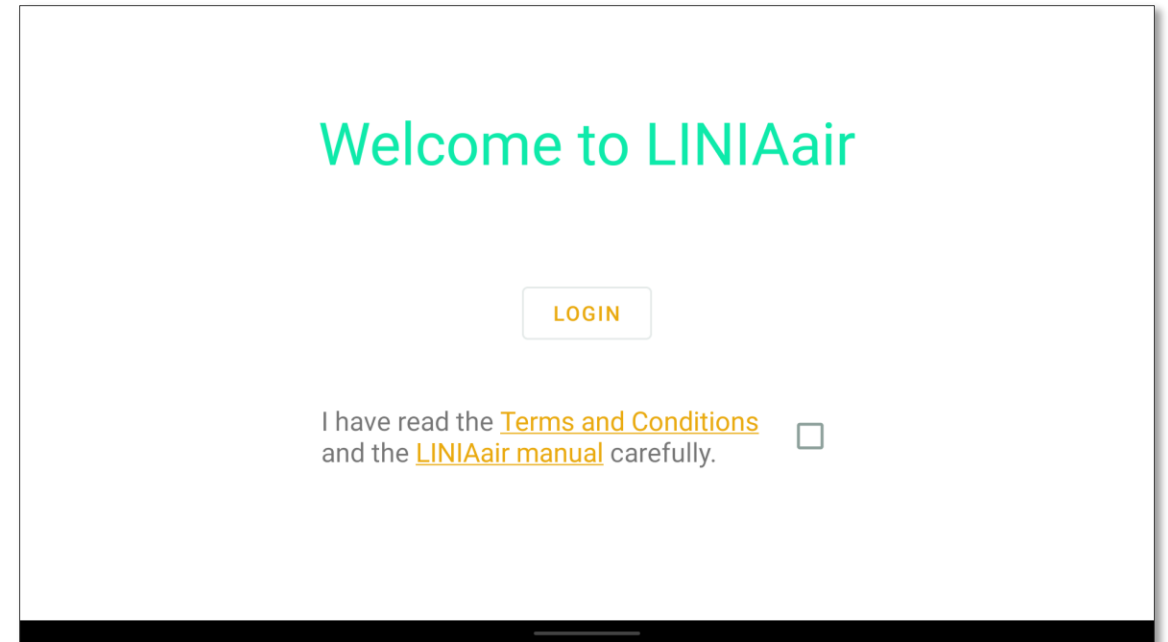 Welcome to LINIAair
LOGIN
I have read the Terms and Conditions
and the LINIAair manual carefully.